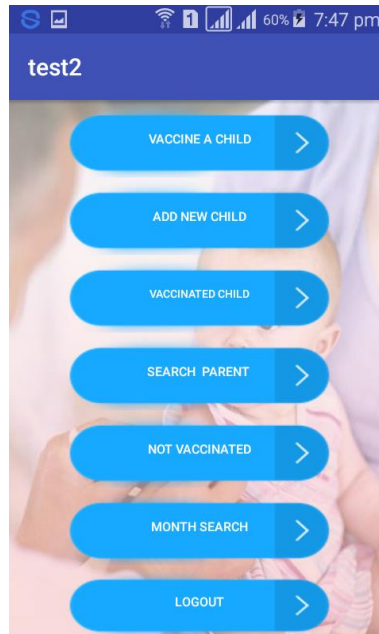 1 60% 7:47 pm
test2
VACCINE A CHILD
ADD NEW CHILD
VACCINATED CHILD
SEARCH PARENT
NOT VACCINATED
MONTH SEARCH
LOGOUT